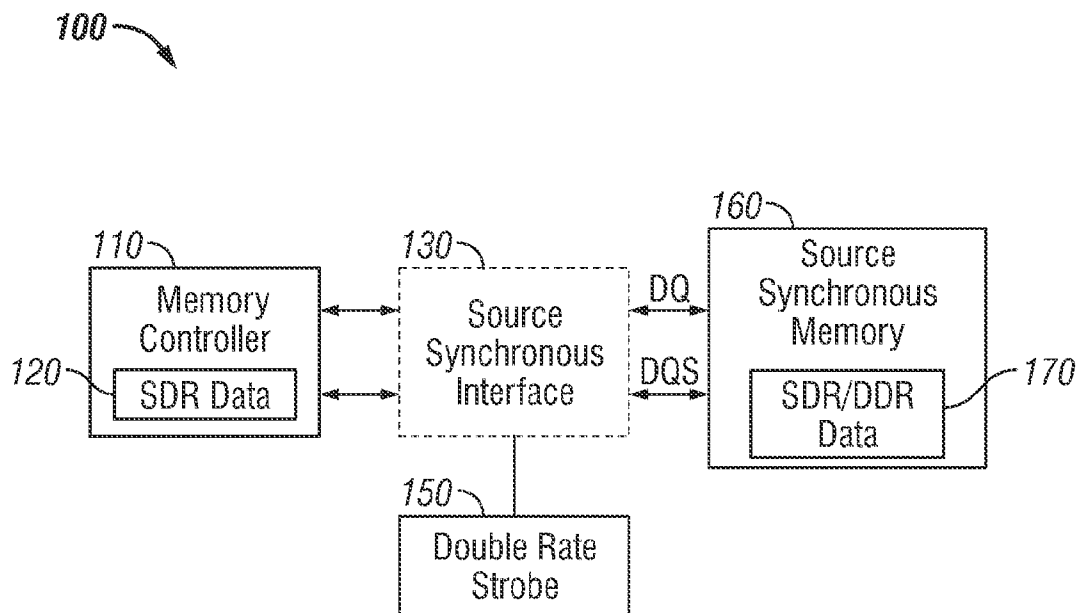 100
160
110
130
Memory
Controller
120
SDR Data
Source
Synchronous
Interface
DQ
DQS
Source
Synchronous
Memory
SDR/DDR
Data
170
150
Double Rate
Strobe